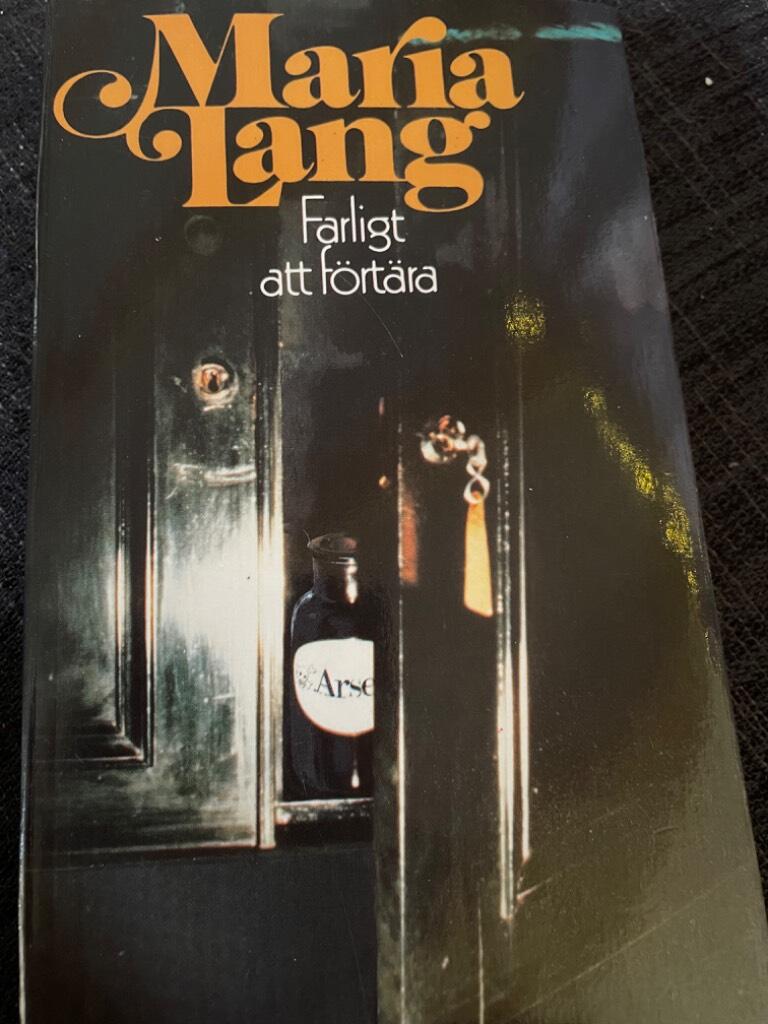 Maria
Lang
Farligt
att förtära
Arse